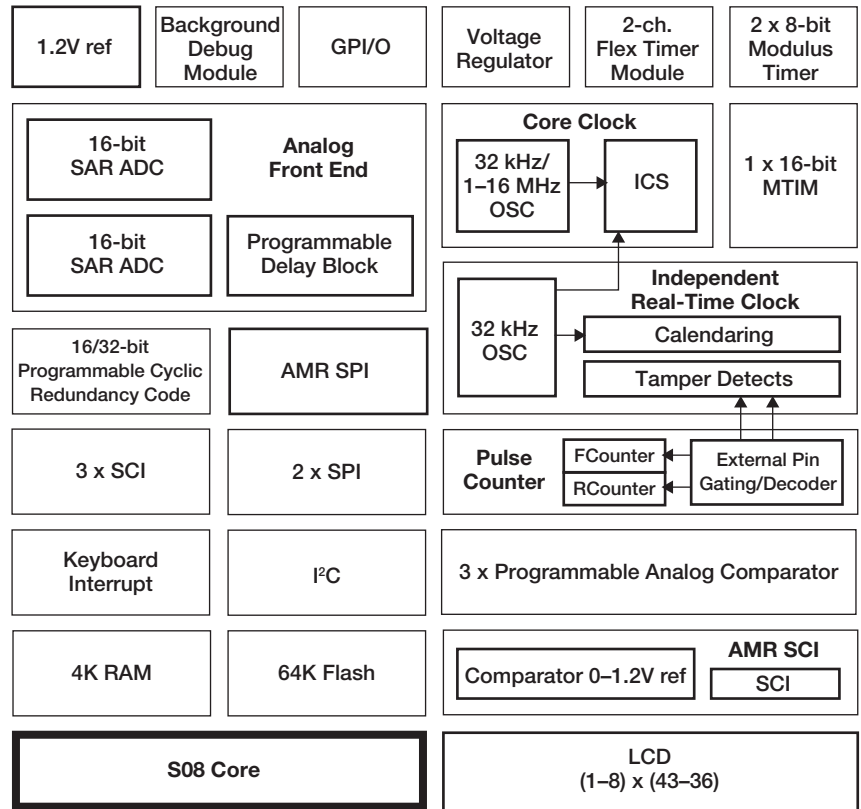 1.2V ref
Background
Debug
Module
GPI/O
Voltage
Regulator
2-ch.
Flex Timer
Module
2 x 8-bit
Modulus
Timer
16-bit
SAR ADC
Analog
Front End
16-bit
SAR ADC
Programmable
Delay Block
Core Clock
32 kHz/
1–16 MHz
OSC
ICS
1 x 16-bit
MTIM
Independent
Real-Time Clock
32 kHz
OSC
Calendaring
Tamper Detects
16/32-bit
Programmable Cyclic
Redundancy Code
AMR SPI
3 x SCI
2 x SPI
Pulse
Counter
FCounter
RCounter
External Pin
Gating/Decoder
Keyboard
Interrupt
I²C
3 x Programmable Analog Comparator
4K RAM
64K Flash
AMR SCI
Comparator 0–1.2V ref
SCI
S08 Core
LCD
(1–8) x (43–36)